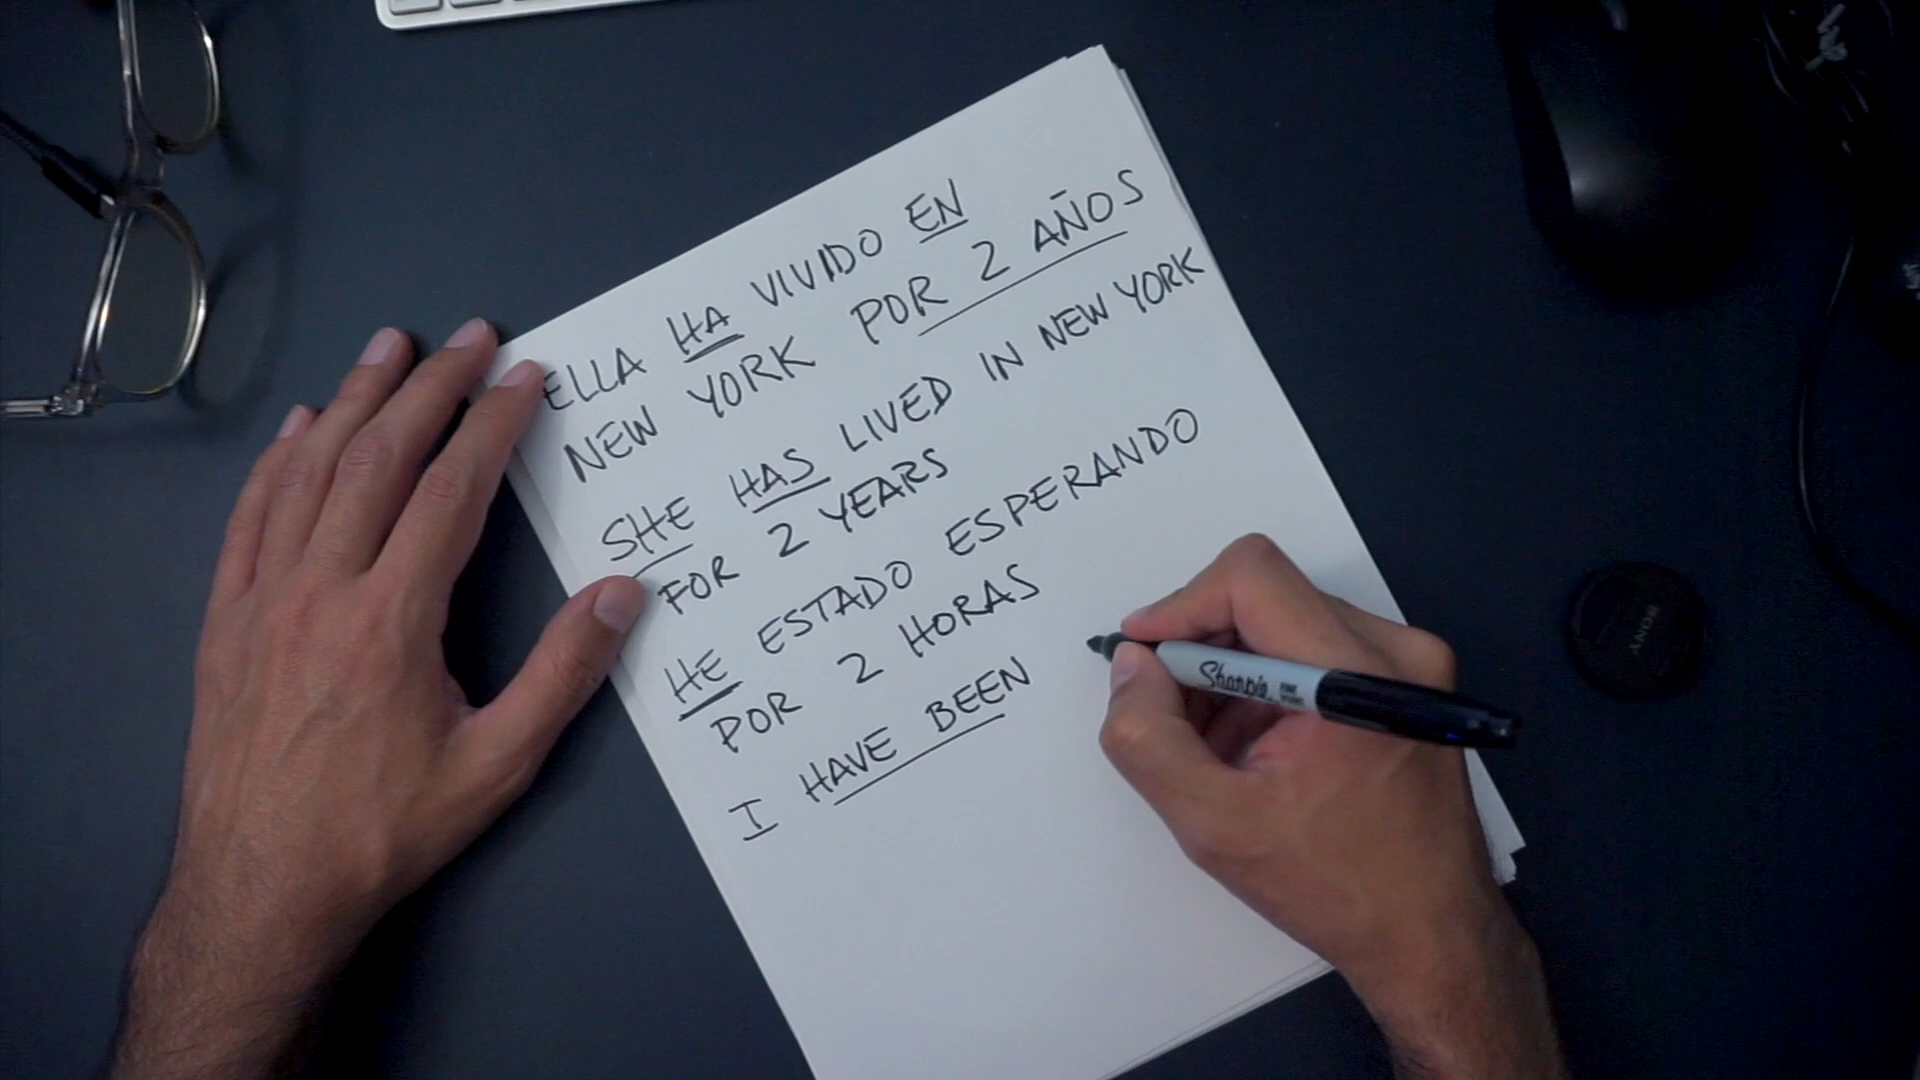 ELLA HA VIVIDO EN
NEW YORK POR 2 AÑOS
SHE HAS LIVED IN NEW YORK
FOR 2 YEARS
HE ESTADO ESPERANDO
POR 2 HORAS
I HAVE BEEN
Sharpie
SONY